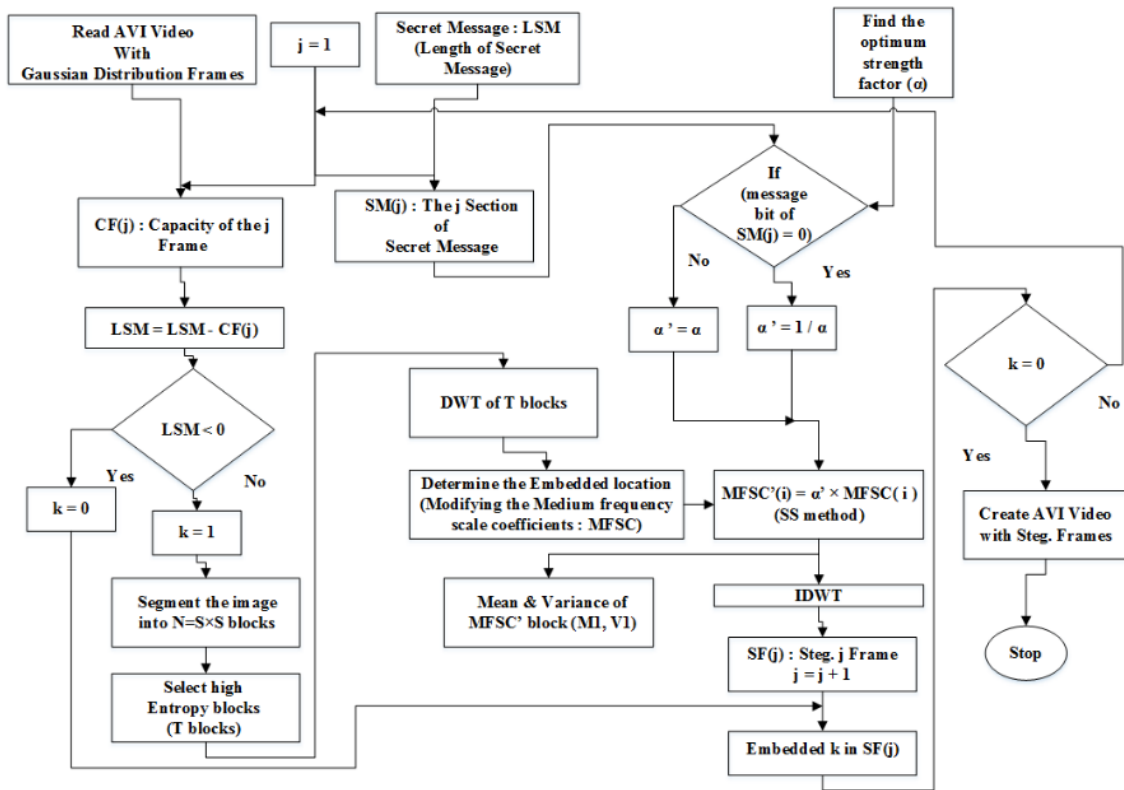 Read AVI Video
With
Gaussian Distribution Frames
j = 1
Secret Message : LSM
(Length of Secret
Message)
Find the
optimum
strength
factor (α)
CF(j) : Capacity of the j
Frame
SM(j) : The j Section
of
Secret Message
If
(message
bit of
SM(j) = 0)
No
Yes
LSM = LSM - CF(j)
α ’ = α
α ’ = 1 / α
LSM < 0
Yes
No
k = 0
k = 1
DWT of T blocks
Determine the Embedded location
(Modifying the Medium frequency
scale coefficients : MFSC)
MFSC’(i) = α’ × MFSC( i )
(SS method)
k = 0
No
Yes
Create AVI Video
with Steg. Frames
Segment the image
into N=S×S blocks
Mean & Variance of
MFSC’ block (M1, V1)
IDWT
SF(j) : Steg. j Frame
j = j + 1
Stop
Select high
Entropy blocks
(T blocks)
Embedded k in SF(j)